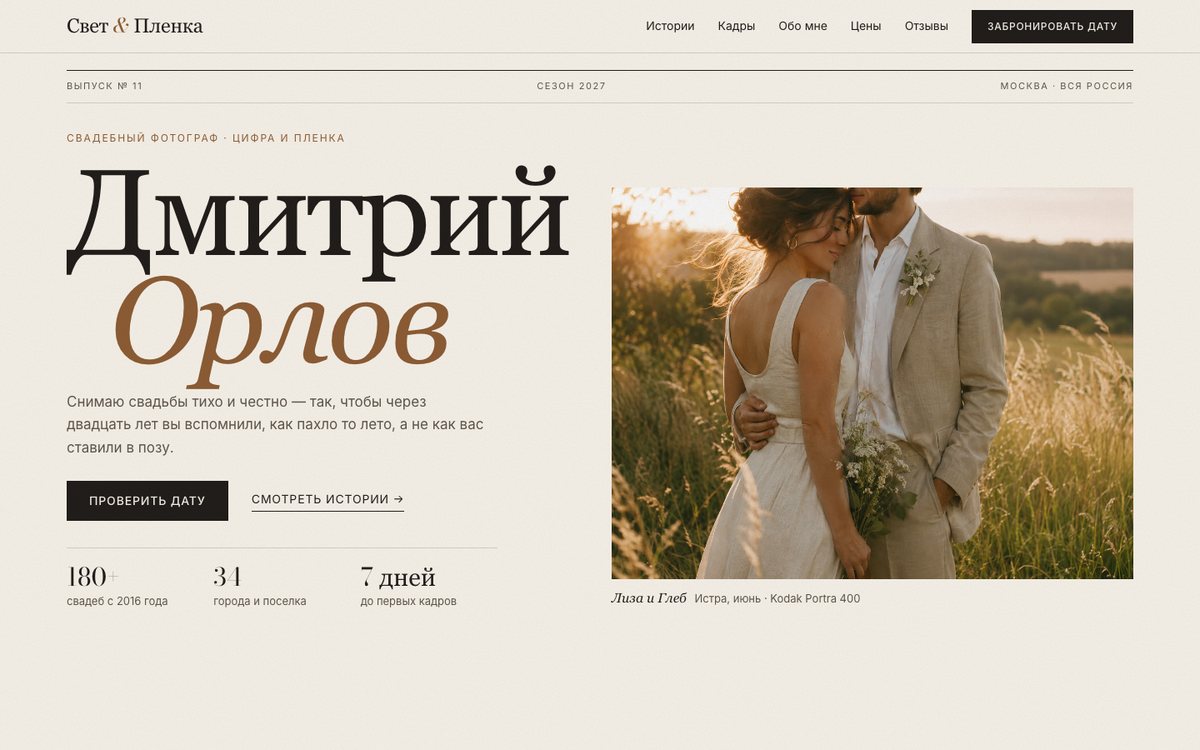 Свет & Пленка
Истории
Кадры
Обо мне
Цены
Отзывы
ЗАБРОНИРОВАТЬ ДАТУ
ВЫПУСК № 11
СЕЗОН 2027
МОСКВА · ВСЯ РОССИЯ
СВАДЕБНЫЙ ФОТОГРАФ · ЦИФРА И ПЛЕНКА
Дмитрий
Орлов
Снимаю свадьбы тихо и честно — так, чтобы через
двадцать лет вы вспомнили, как пахло то лето, а не как вас
ставили в позу.
ПРОВЕРИТЬ ДАТУ
СМОТРЕТЬ ИСТОРИИ →
180+
свадеб с 2016 года
34
города и поселка
7 дней
до первых кадров
Лиза и Глеб Истра, июнь · Kodak Portra 400